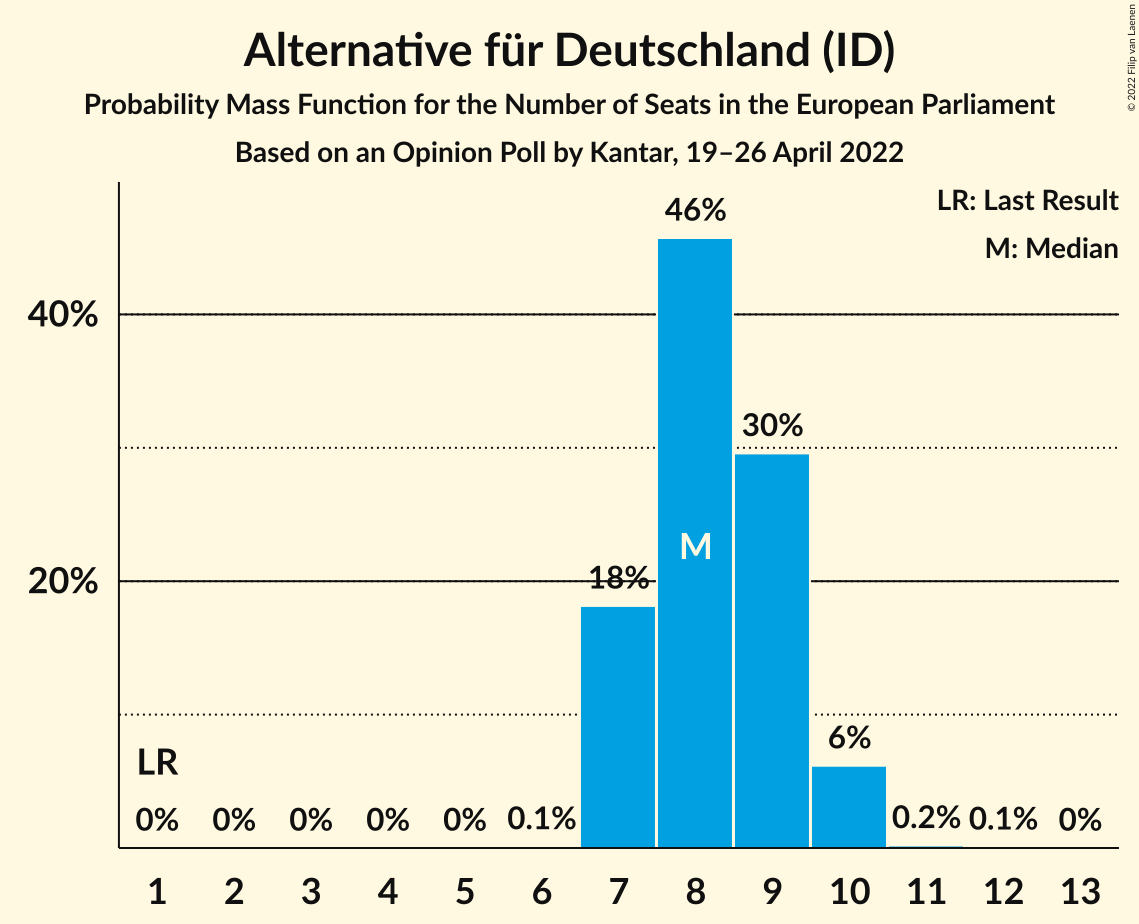 Alternative für Deutschland (ID)
Probability Mass Function for the Number of Seats in the European Parliament
Based on an Opinion Poll by Kantar, 19–26 April 2022
© 2022 Filip van Laenen
LR: Last Result
M: Median
46%
40%
30%
M
18%
20%
6%
LR
0% 0% 0% 0% 0% 0.1% 0.2% 0.1% 0%
1 2 3 4 5 6 7 8 9 10 11 12 13